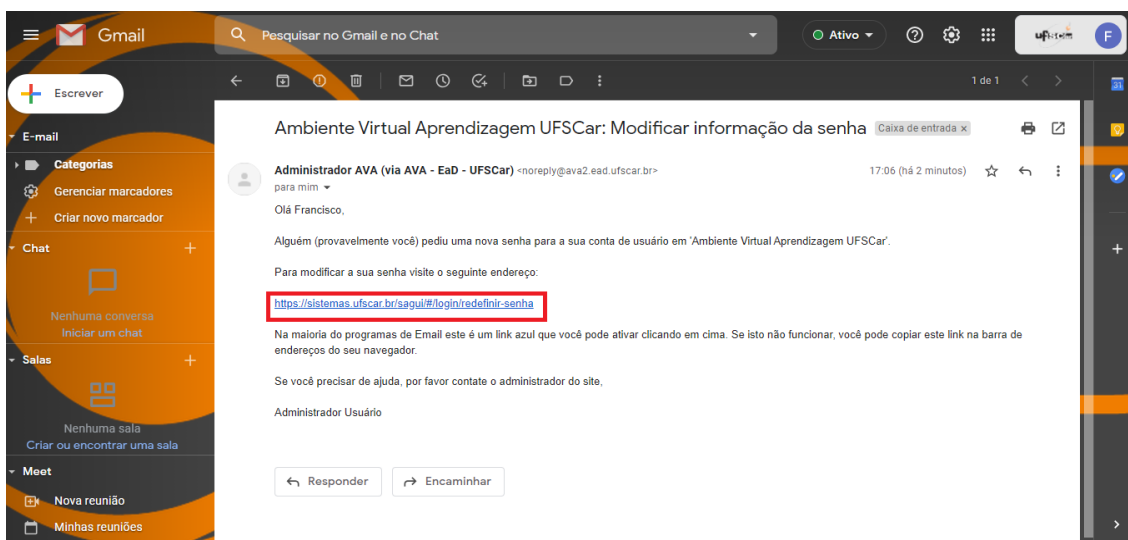 Gmail
Pesquisar no Gmail e no Chat
Ativo
F
Escrever
1 de 1
31
E-mail
Categorias
Gerenciar marcadores
Criar novo marcador
Chat
Nenhuma conversa
Iniciar um chat
Salas
Nenhuma sala
Criar ou encontrar uma sala
Meet
Nova reunião
Minhas reuniões
Ambiente Virtual Aprendizagem UFSCar: Modificar informação da senha Caixa de entrada x
Administrador AVA (via AVA - EaD - UFSCar) <noreply@ava2.ead.ufscar.br> 17:06 (há 2 minutos)
para mim
Olá Francisco,
Alguém (provavelmente você) pediu uma nova senha para a sua conta de usuário em 'Ambiente Virtual Aprendizagem UFSCar'.
Para modificar a sua senha visite o seguinte endereço:
https://sistemas.ufscar.br/sagui/#/login/redefinir-senha
Na maioria do programas de Email este é um link azul que você pode ativar clicando em cima. Se isto não funcionar, você pode copiar este link na barra de
endereços do seu navegador.
Se você precisar de ajuda, por favor contate o administrador do site,
Administrador Usuário
Responder
Encaminhar